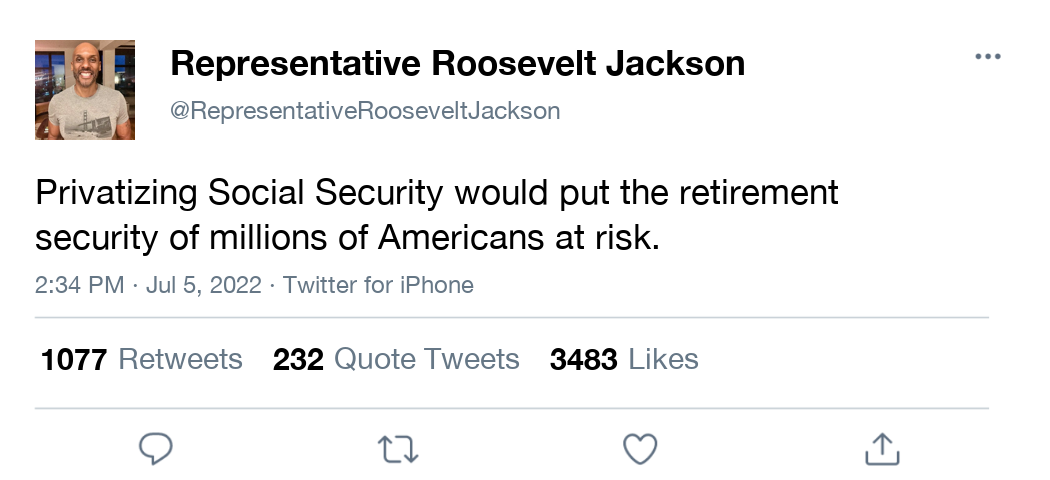 Representative Roosevelt Jackson
@RepresentativeRooseveltJackson
Privatizing Social Security would put the retirement
security of millions of Americans at risk.
2:34 PM · Jul 5, 2022 · Twitter for iPhone
1077 Retweets 232 Quote Tweets 3483 Likes